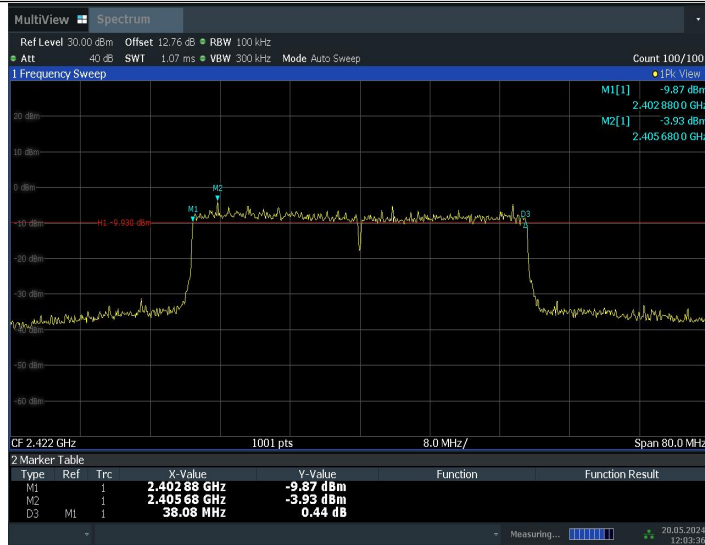 MultiView Spectrum
Ref Level 30.00 dBm Offset 12.76 dB RBW 100 kHz
Att 40 dB SWT 1.07 ms VBW 300 kHz Mode Auto Sweep Count 100/100
1 Frequency Sweep 1Pk View
M1[1] -9.87 dBm
2.402 880 0 GHz
20 dBm
M2[1] -3.93 dBm
2.405 680 0 GHz
10 dBm
0 dBm
M2
M1
D3
-10 dBm
H1 -9.930 dBm
-20 dBm
-30 dBm
-40 dBm
-50 dBm
-60 dBm
CF 2.422 GHz 1001 pts 8.0 MHz/ Span 80.0 MHz
2 Marker Table
Type Ref Trc X-Value Y-Value Function Function Result
M1 1 2.402 88 GHz -9.87 dBm
M2 1 2.405 68 GHz -3.93 dBm
D3 M1 1 38.08 MHz 0.44 dB
Measuring... 20.05.2024
12:03:36